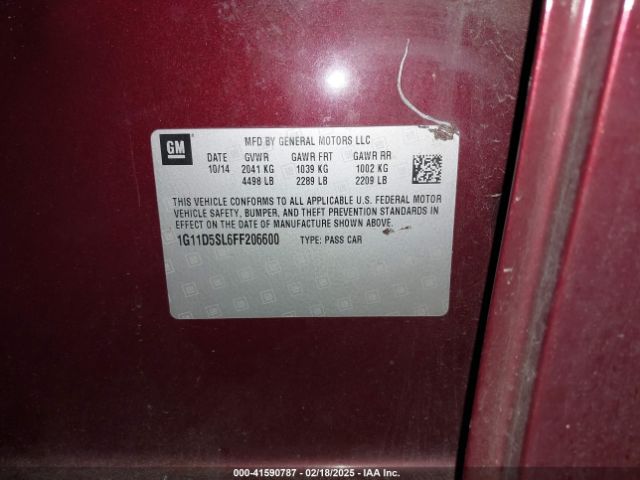 GM
MFD BY GENERAL MOTORS LLC
DATE GVWR GAWR FRT GAWR RR
10/14 2041 KG 1039 KG 1002 KG
4498 LB 2289 LB 2209 LB
THIS VEHICLE CONFORMS TO ALL APPLICABLE U.S. FEDERAL MOTOR
VEHICLE SAFETY, BUMPER, AND THEFT PREVENTION STANDARDS IN
EFFECT ON THE DATE OF MANUFACTURE SHOWN ABOVE.
1G11D5SL6FF206600 TYPE: PASS CAR
000-41590787 - 02/18/2025 - IAA Inc.